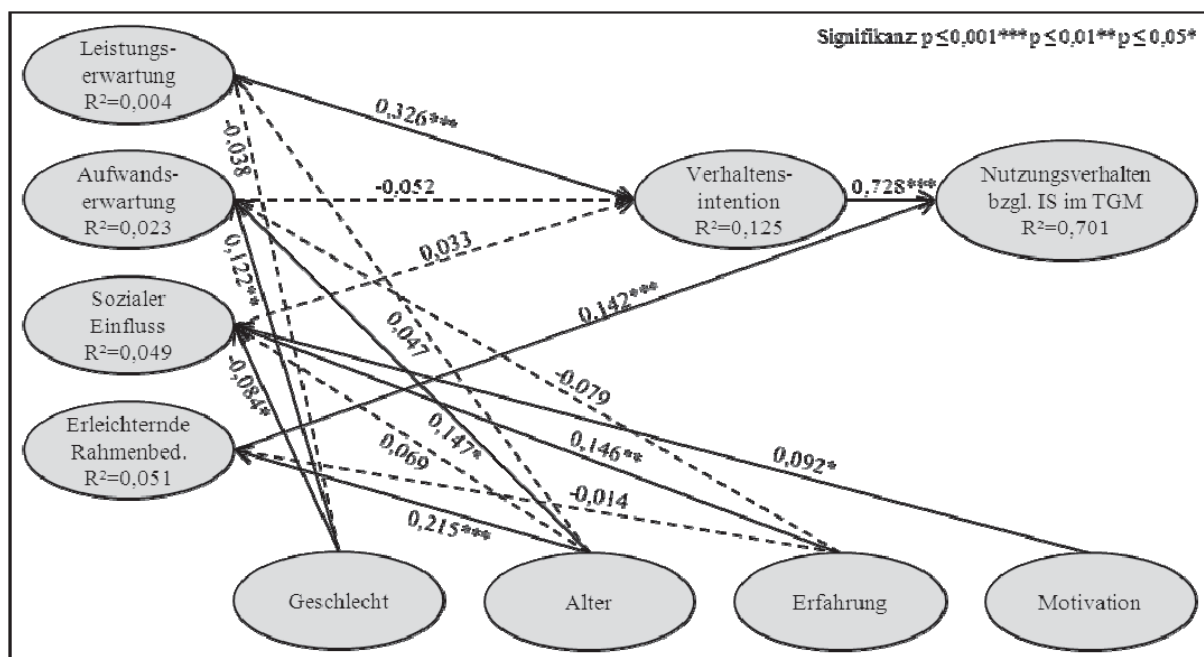 Signifikanz: p≤0,001*** p≤0,01** p≤0,05*
Leistungs-
erwartung
R²=0,004
Aufwands-
erwartung
R²=0,023
Sozialer
Einfluss
R²=0,049
Erleichternde
Rahmenbed.
R²=0,051
Verhaltens-
intention
R²=0,125
Nutzungsverhalten
bzgl. IS im TGM
R²=0,701
0,326***
-0,038
-0,052
0,728***
0,033
0,122**
0,142***
0,047
-0,079
-0,084*
0,147*
0,146**
0,069
0,092*
-0,014
0,215***
Geschlecht
Alter
Erfahrung
Motivation